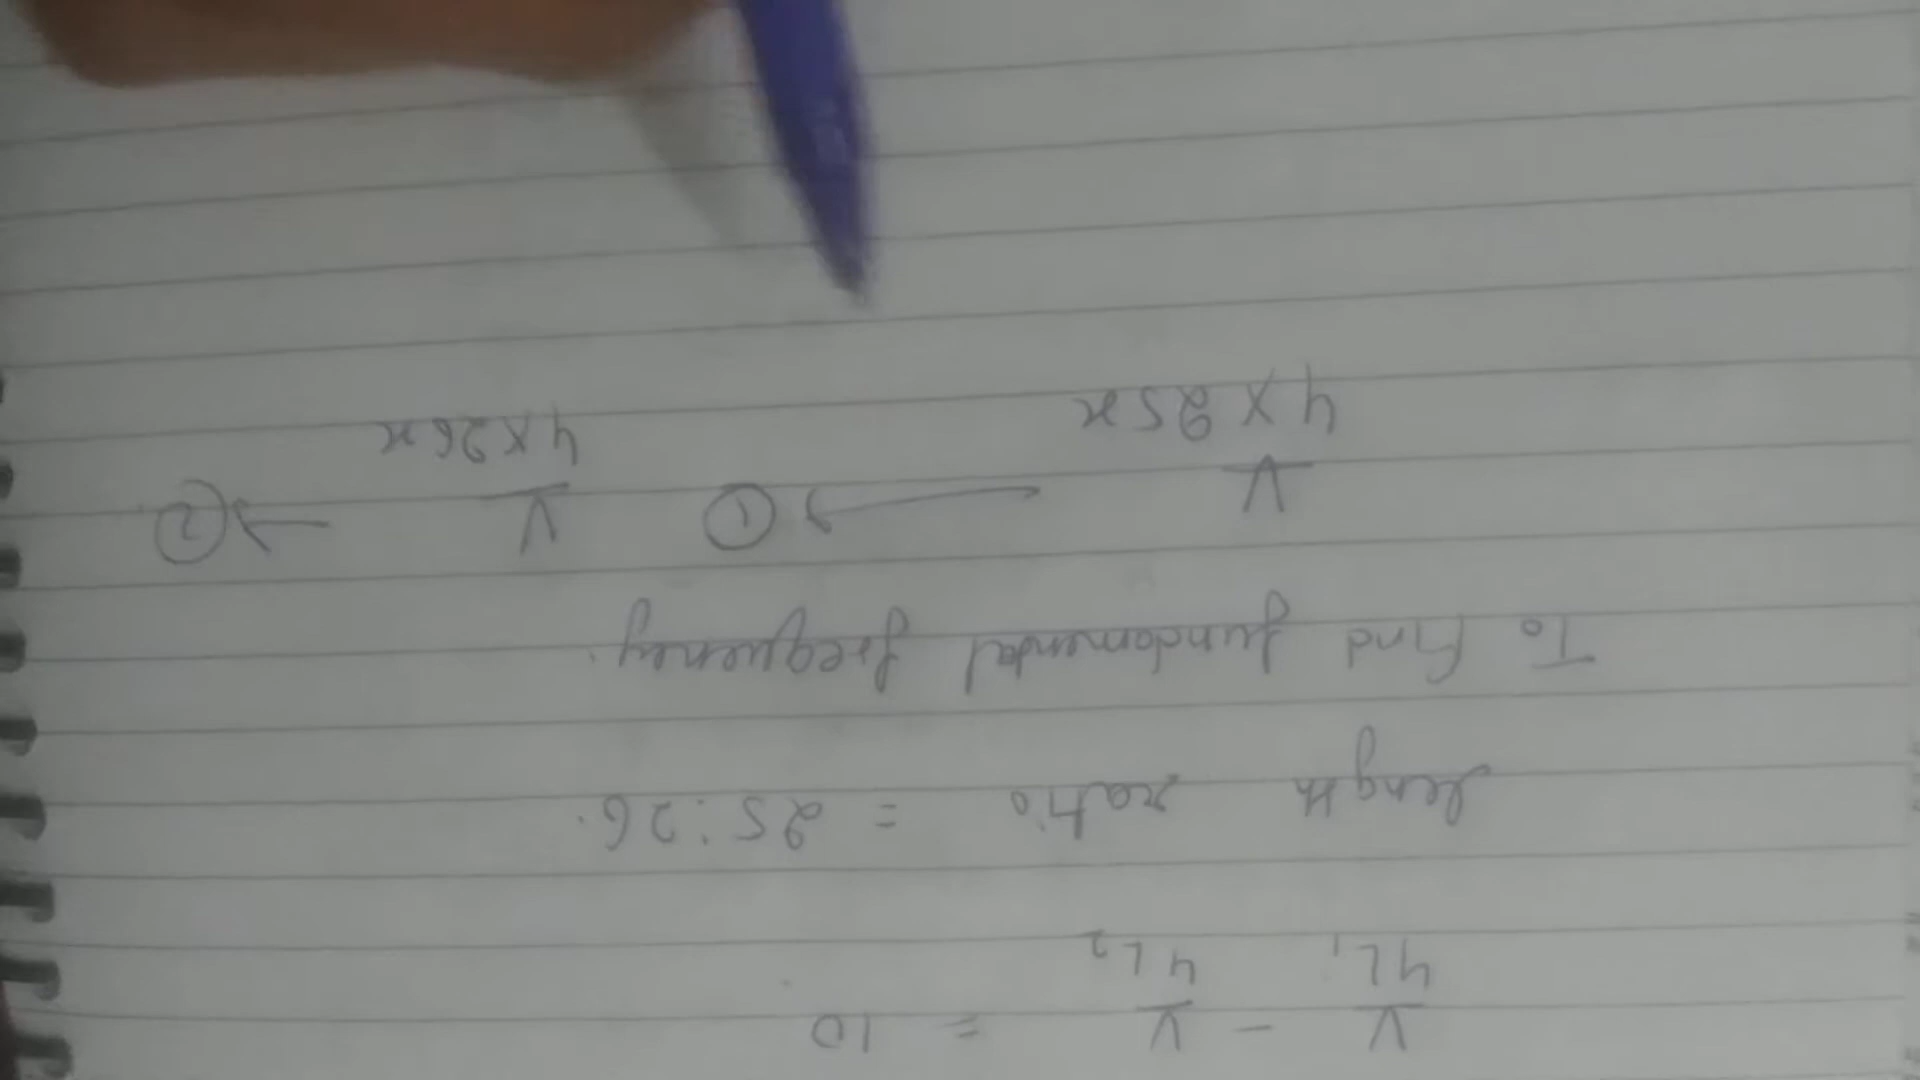 V/4L₁ - V/4L₂ = 10
length ratio = 25:26.
To find fundamental frequency.
V/4×25x → ① V/4×26x → ②